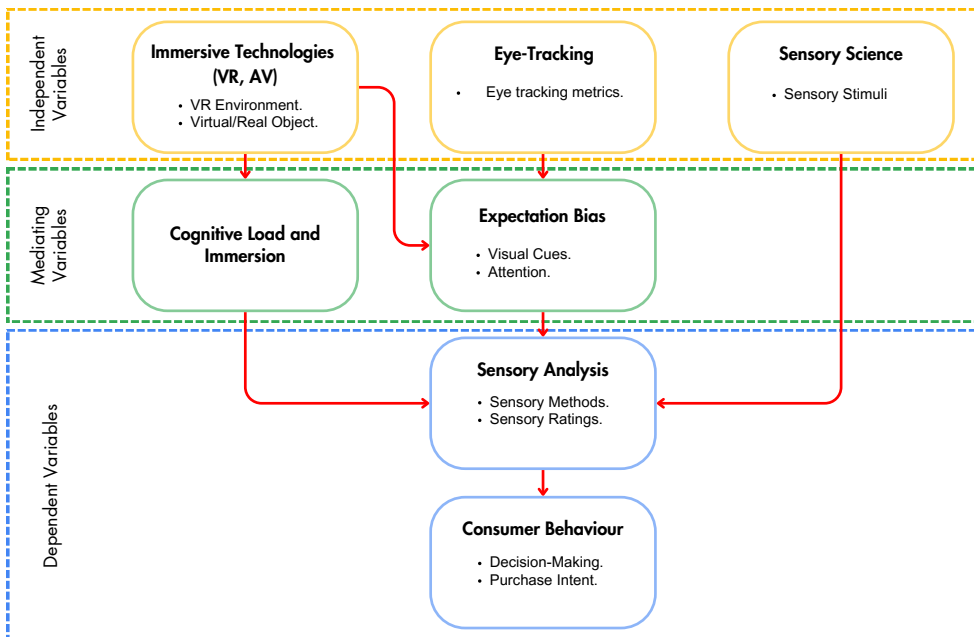 Independent
Variables
Immersive Technologies
(VR, AV)
• VR Environment.
• Virtual/Real Object.
Eye-Tracking
• Eye tracking metrics.
Sensory Science
• Sensory Stimuli
Mediating
Variables
Cognitive Load and
Immersion
Expectation Bias
• Visual Cues.
• Attention.
Dependent Variables
Sensory Analysis
• Sensory Methods.
• Sensory Ratings.
Consumer Behaviour
• Decision-Making.
• Purchase Intent.